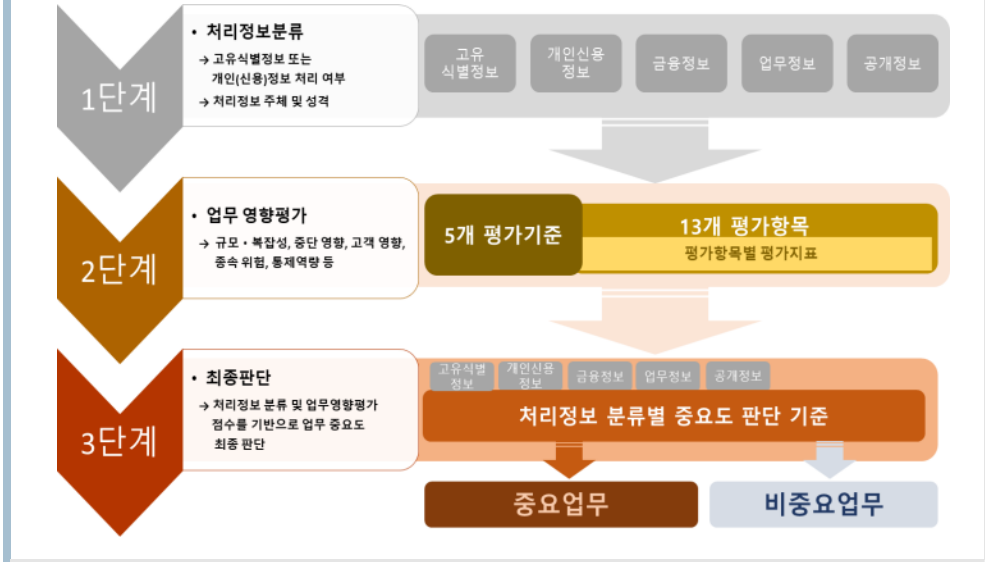 1단계
• 처리정보분류
→ 고유식별정보 또는
개인(신용)정보 처리 여부
→ 처리정보 주체 및 성격
고유
식별정보
개인신용
정보
금융정보
업무정보
공개정보
2단계
• 업무 영향평가
→ 규모・복잡성, 중단 영향, 고객 영향,
종속 위험, 통제역량 등
5개 평가기준
13개 평가항목
평가항목별 평가지표
3단계
• 최종판단
→ 처리정보 분류 및 업무영향평가
점수를 기반으로 업무 중요도
최종 판단
고유식별
정보
개인신용
정보
금융정보
업무정보
공개정보
처리정보 분류별 중요도 판단 기준
중요업무
비중요업무